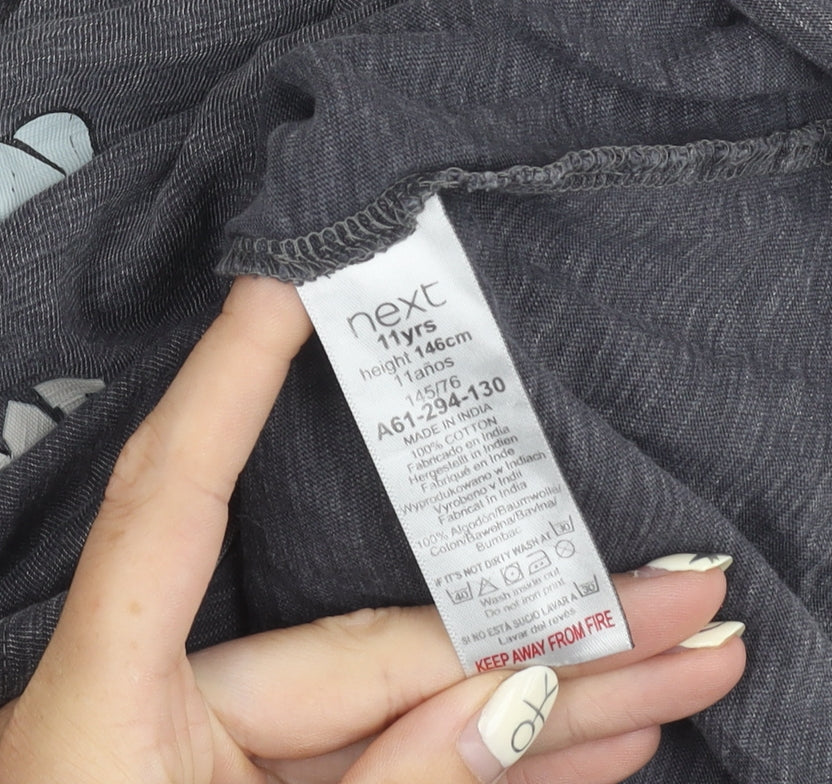 next
11yrs
height 146cm
11años
145/76
A61-294-130
MADE IN INDIA
100% COTTON
Fabricado en India
Hergestellt in Indien
Fabriqué en Inde
Wyprodukowano w Indiach
Vyrobeno v Indii
Fabricat în India
100% Algodón/Baumwolle/
Coton/Bawełna/Bavlna/
Bumbac
IF IT'S NOT DIRTY WASH AT 30
40
Wash inside out
Do not iron print
SI NO ESTÁ SUCIO LAVAR A 30
Lavar del revés
KEEP AWAY FROM FIRE